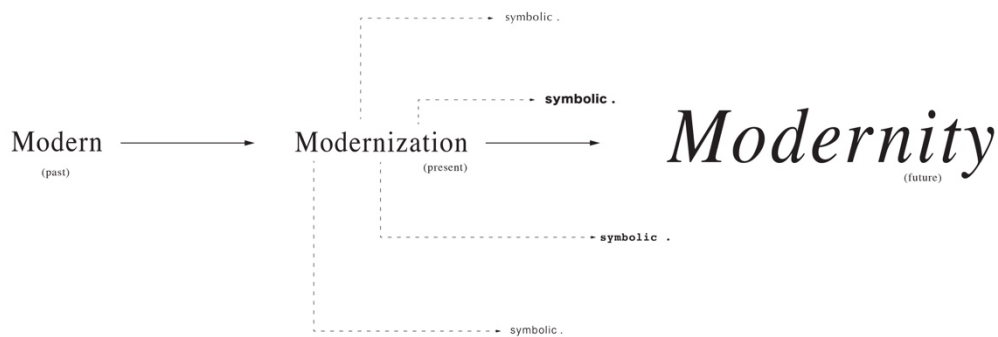 symbolic .
symbolic .
Modern
Modernization
Modernity
(past)
(present)
(future)
symbolic .
symbolic .